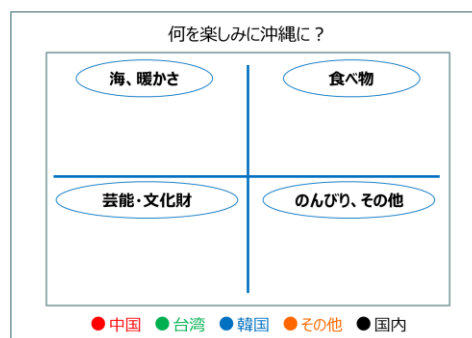 何を楽しみに沖縄に？
海、暖かさ
食べ物
芸能・文化財
のんびり、その他
●中国 ●台湾 ●韓国 ●その他 ●国内